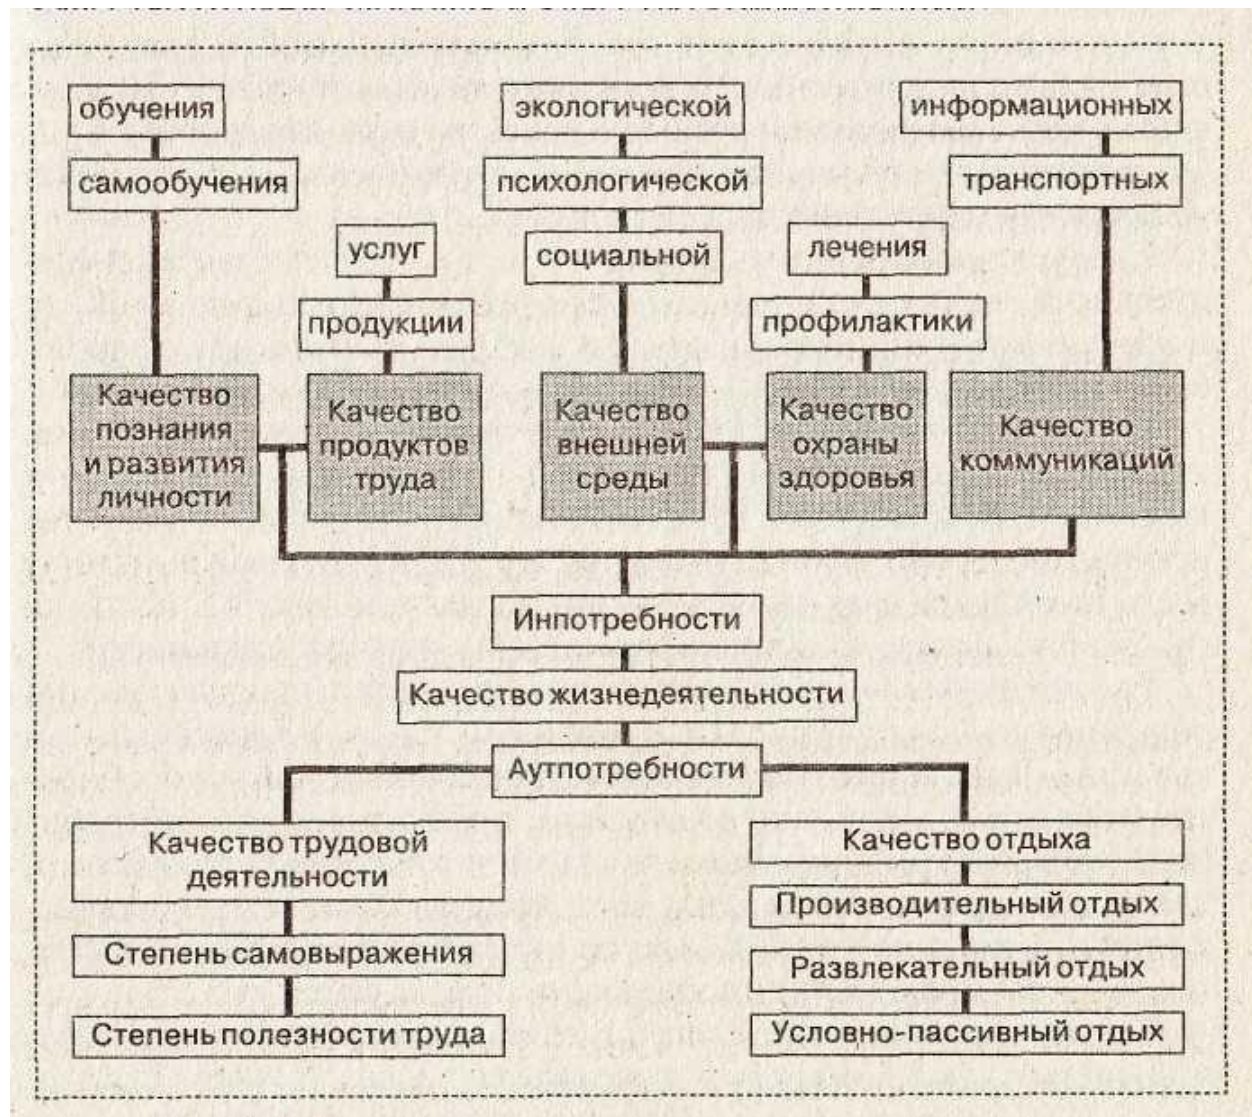 обучения
экологической
информационных
самообучения
психологической
транспортных
услуг
социальной
лечения
продукции
профилактики
Качество
познания
и развития
личности
Качество
продуктов
труда
Качество
внешней
среды
Качество
охраны
здоровья
Качество
коммуникаций
Инпотребности
Качество жизнедеятельности
Аутпотребности
Качество трудовой
деятельности
Степень самовыражения
Степень полезности труда
Качество отдыха
Производительный отдых
Развлекательный отдых
Условно-пассивный отдых